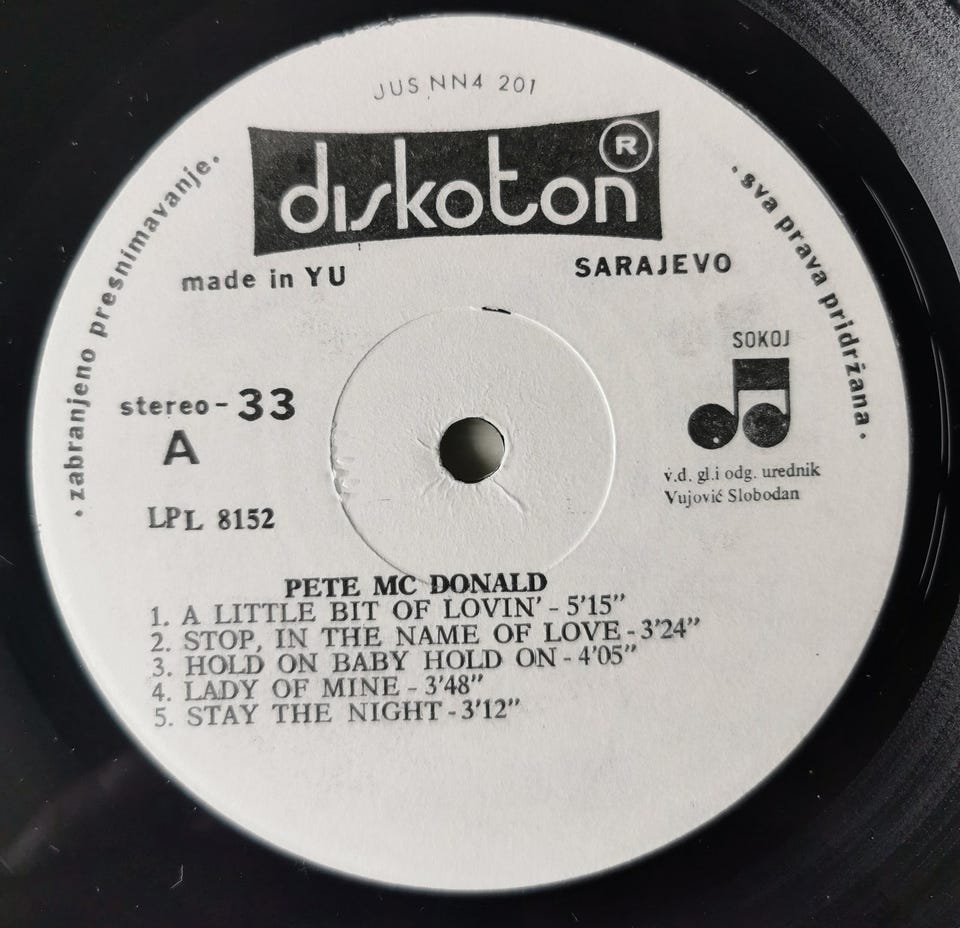 JUS NN4 201
diskoton ®
made in YU
SARAJEVO
· zabranjeno presnimavanje ·
· sva prava pridržana ·
stereo - 33
A
LPL 8152
SOKOJ
v.d. gl.i odg. urednik
Vujović Slobodan
PETE MC DONALD
1. A LITTLE BIT OF LOVIN' - 5'15"
2. STOP, IN THE NAME OF LOVE - 3'24"
3. HOLD ON BABY HOLD ON - 4'05"
4. LADY OF MINE - 3'48"
5. STAY THE NIGHT - 3'12"